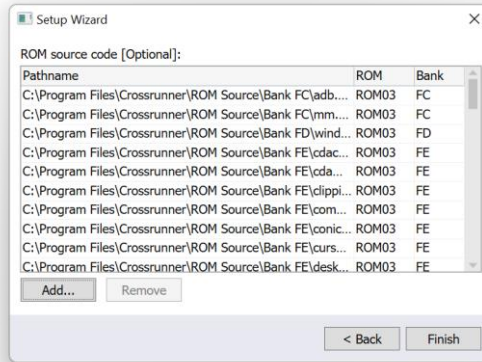 Setup Wizard
ROM source code [Optional]:
Pathname ROM Bank
C:\Program Files\Crossrunner\ROM Source\Bank FC\adb.... ROM03 FC
C:\Program Files\Crossrunner\ROM Source\Bank FC\mm.... ROM03 FC
C:\Program Files\Crossrunner\ROM Source\Bank FD\wind... ROM03 FD
C:\Program Files\Crossrunner\ROM Source\Bank FE\cdac... ROM03 FE
C:\Program Files\Crossrunner\ROM Source\Bank FE\cda... ROM03 FE
C:\Program Files\Crossrunner\ROM Source\Bank FE\clippi... ROM03 FE
C:\Program Files\Crossrunner\ROM Source\Bank FE\com... ROM03 FE
C:\Program Files\Crossrunner\ROM Source\Bank FE\conic... ROM03 FE
C:\Program Files\Crossrunner\ROM Source\Bank FE\curs... ROM03 FE
C:\Program Files\Crossrunner\ROM Source\Bank FE\desk... ROM03 FE
Add... Remove
< Back Finish